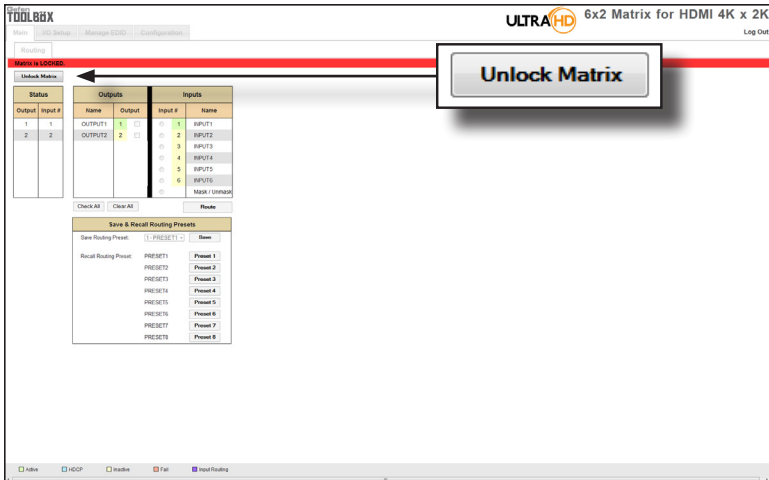 Gefen
TOOLBOX
ULTRA HD 6x2 Matrix for HDMI 4K x 2K
Log Out
Main I/O Setup Manage EDID Configuration
Routing
Matrix is LOCKED.
Unlock Matrix
Unlock Matrix
Status Outputs Inputs
Output Input # Name Output Input # Name
1 1 OUTPUT1 1 1 INPUT1
2 2 OUTPUT2 2 2 INPUT2
3 INPUT3
4 INPUT4
5 INPUT5
6 INPUT6
Mask / Unmask
Check All Clear All Route
Save & Recall Routing Presets
Save Routing Preset: 1 - PRESET1 Save
Recall Routing Preset: PRESET1 Preset 1
PRESET2 Preset 2
PRESET3 Preset 3
PRESET4 Preset 4
PRESET5 Preset 5
PRESET6 Preset 6
PRESET7 Preset 7
PRESET8 Preset 8
Active HDCP Inactive Fail Input Routing